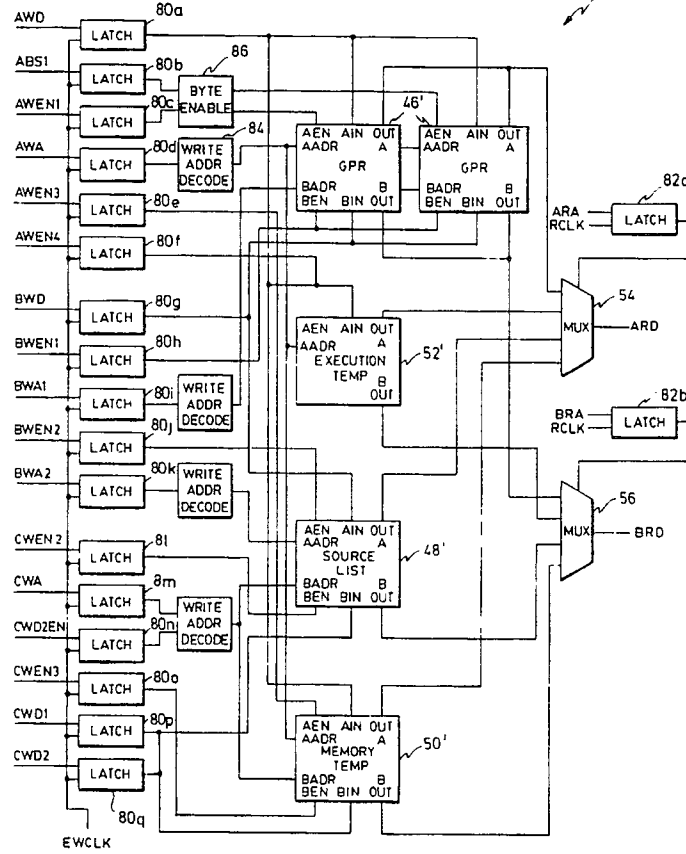 AWD
LATCH
80a
ABS1
LATCH
80b
86
BYTE
ENABLE
AWEN1
LATCH
80c
84
AWA
LATCH
80d
WRITE
ADDR
DECODE
46'
AEN AIN OUT
AADR A
GPR
BADR B
BEN BIN OUT
AEN AIN OUT
AADR A
GPR
BADR B
BEN BIN OUT
AWEN3
LATCH
80e
AWEN4
LATCH
80f
ARA
RCLK
LATCH
82a
BWD
LATCH
80g
54
MUX
ARD
BWEN1
LATCH
80h
AEN AIN OUT
AADR A
EXECUTION
TEMP B
OUT
52'
BWA1
LATCH
80i
WRITE
ADDR
DECODE
BRA
RCLK
LATCH
82b
BWEN2
LATCH
80j
BWA2
LATCH
80k
WRITE
ADDR
DECODE
56
MUX
BRD
CWEN2
LATCH
8l
AEN AIN OUT
AADR A
SOURCE
LIST
BADR B
BEN BIN OUT
48'
CWA
LATCH
8m
WRITE
ADDR
DECODE
CWD2EN
LATCH
80n
CWEN3
LATCH
80o
CWD1
LATCH
80p
AEN AIN OUT
AADR A
MEMORY
TEMP
BADR B
BEN BIN OUT
50'
CWD2
LATCH
80q
EWCLK